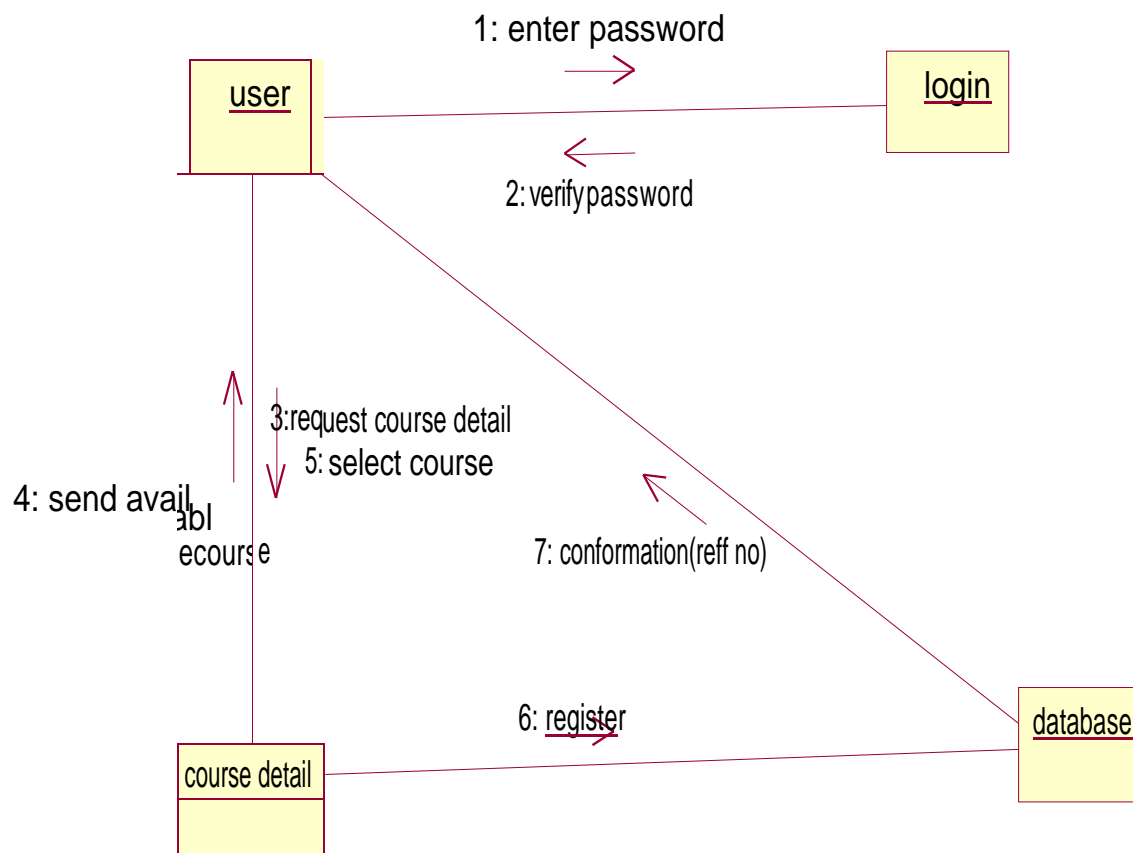 1: enter password
user
login
2: verifypassword
3:request course detail
5: select course
4: send avail
abl
ecourse
7: conformation(reff no)
6: register
database
course detail